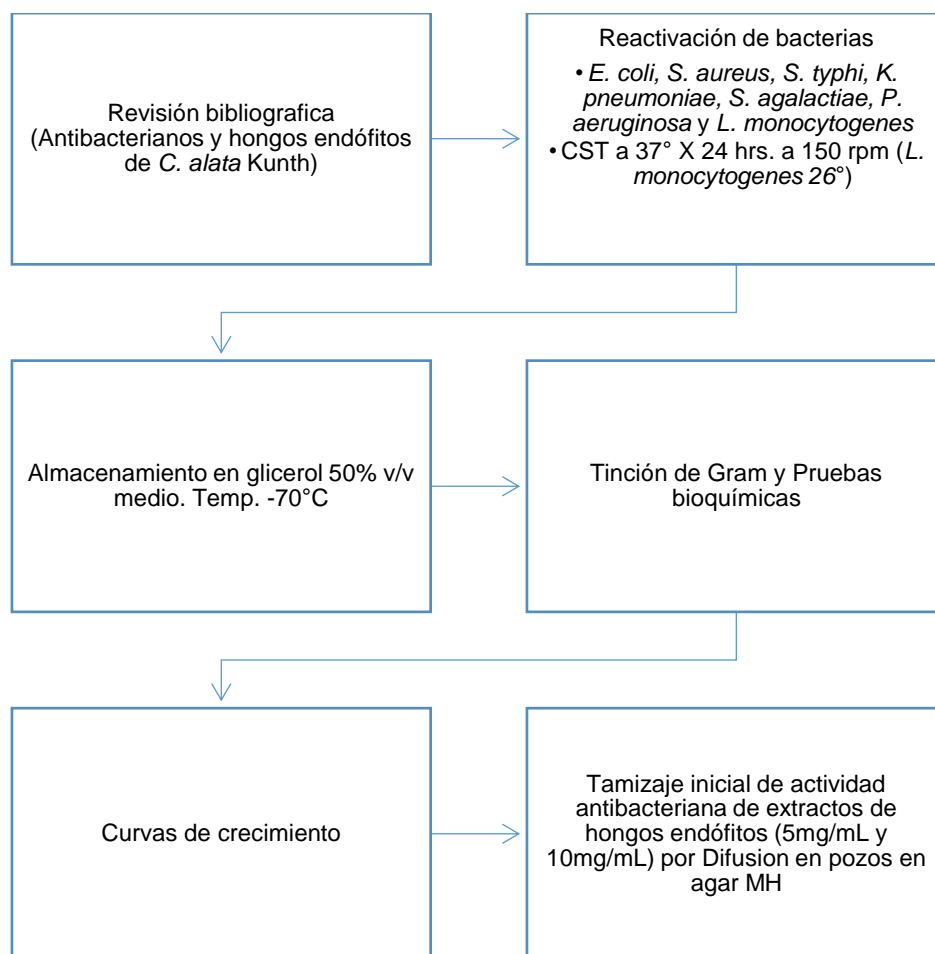 Revisión bibliografica
(Antibacterianos y hongos endófitos
de C. alata Kunth)
Reactivación de bacterias
• E. coli, S. aureus, S. typhi, K.
pneumoniae, S. agalactiae, P.
aeruginosa y L. monocytogenes
• CST a 37° X 24 hrs. a 150 rpm (L.
monocytogenes 26°)
Almacenamiento en glicerol 50% v/v
medio. Temp. -70°C
Tinción de Gram y Pruebas
bioquímicas
Curvas de crecimiento
Tamizaje inicial de actividad
antibacteriana de extractos de
hongos endófitos (5mg/mL y
10mg/mL) por Difusion en pozos en
agar MH